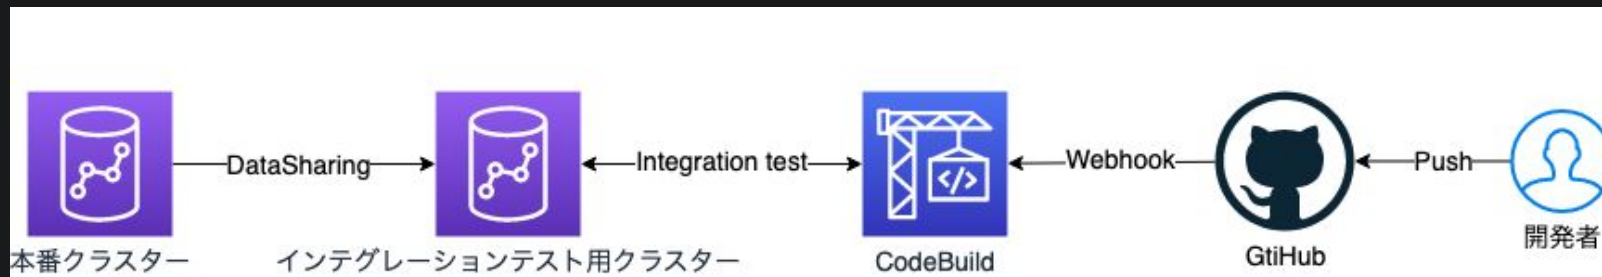 DataSharing
Integration test
Webhook
Push
本番クラスター
インテグレーションテスト用クラスター
CodeBuild
GtiHub
開発者